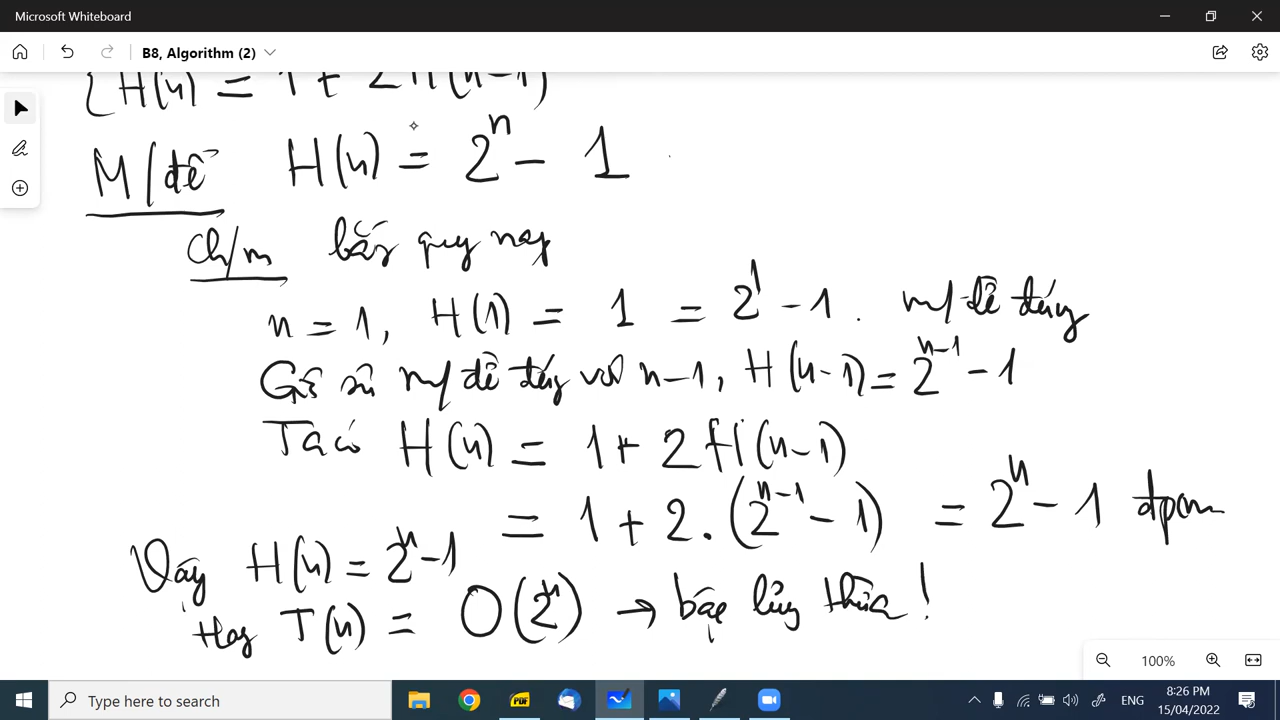 Microsoft Whiteboard
B8, Algorithm (2)
{H(n) = 1 + 2H(n-1)
M/đề H(n) = 2^n - 1
Ch/m bằng quy nạp
n = 1, H(1) = 1 = 2^1 - 1. m/đề đúng
Giả sử m/đề đúng với n-1, H(n-1) = 2^{n-1} - 1
Ta có H(n) = 1 + 2H(n-1)
= 1 + 2.(2^{n-1} - 1) = 2^n - 1 đpcm
Vậy H(n) = 2^n - 1
Hay T(n) = O(2^n) → bậc lũy thừa!
100%
Type here to search
ENG
8:26 PM
15/04/2022